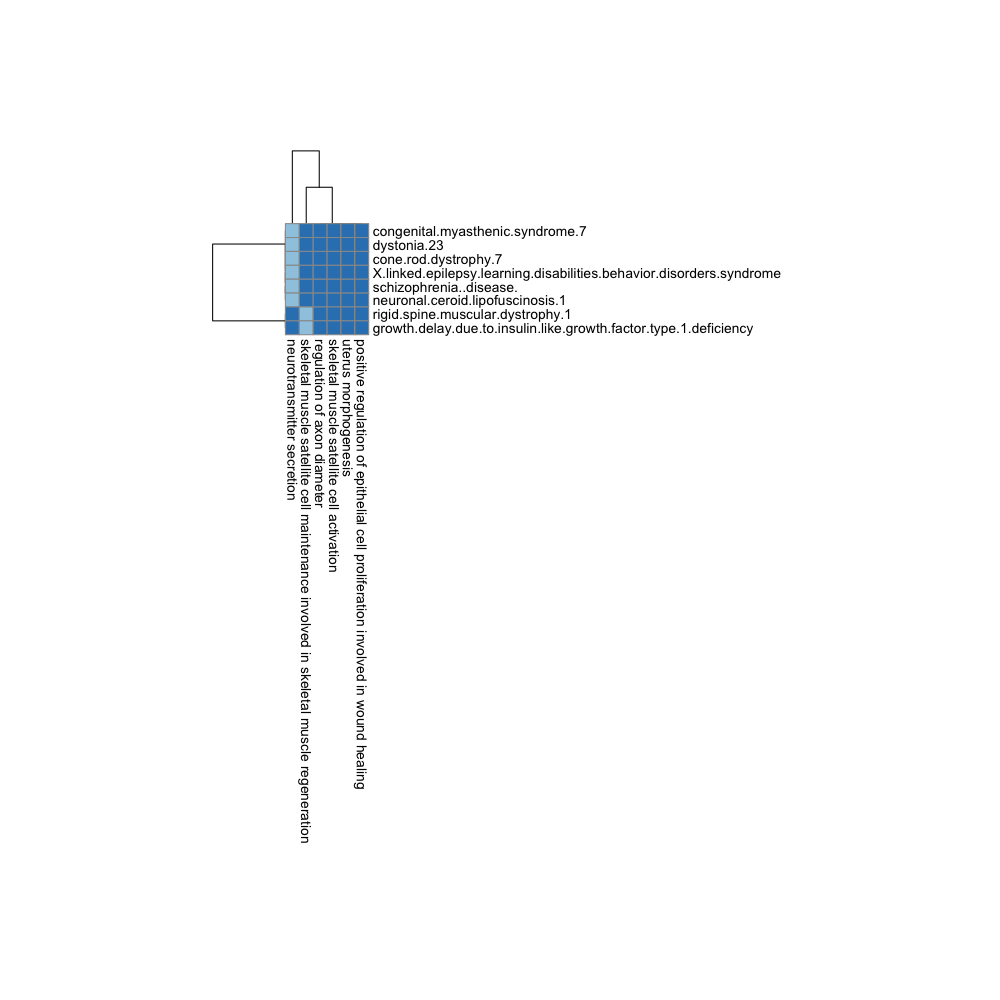 congenital.myasthenic.syndrome.7
dystonia.23
cone.rod.dystrophy.7
X.linked.epilepsy.learning.disabilities.behavior.disorders.syndrome
schizophrenia..disease.
neuronal.ceroid.lipofuscinosis.1
rigid.spine.muscular.dystrophy.1
growth.delay.due.to.insulin.like.growth.factor.type.1.deficiency
neurotransmitter secretion
skeletal muscle satellite cell maintenance involved in skeletal muscle regeneration
regulation of axon diameter
skeletal muscle satellite cell activation
uterus morphogenesis
positive regulation of epithelial cell proliferation involved in wound healing